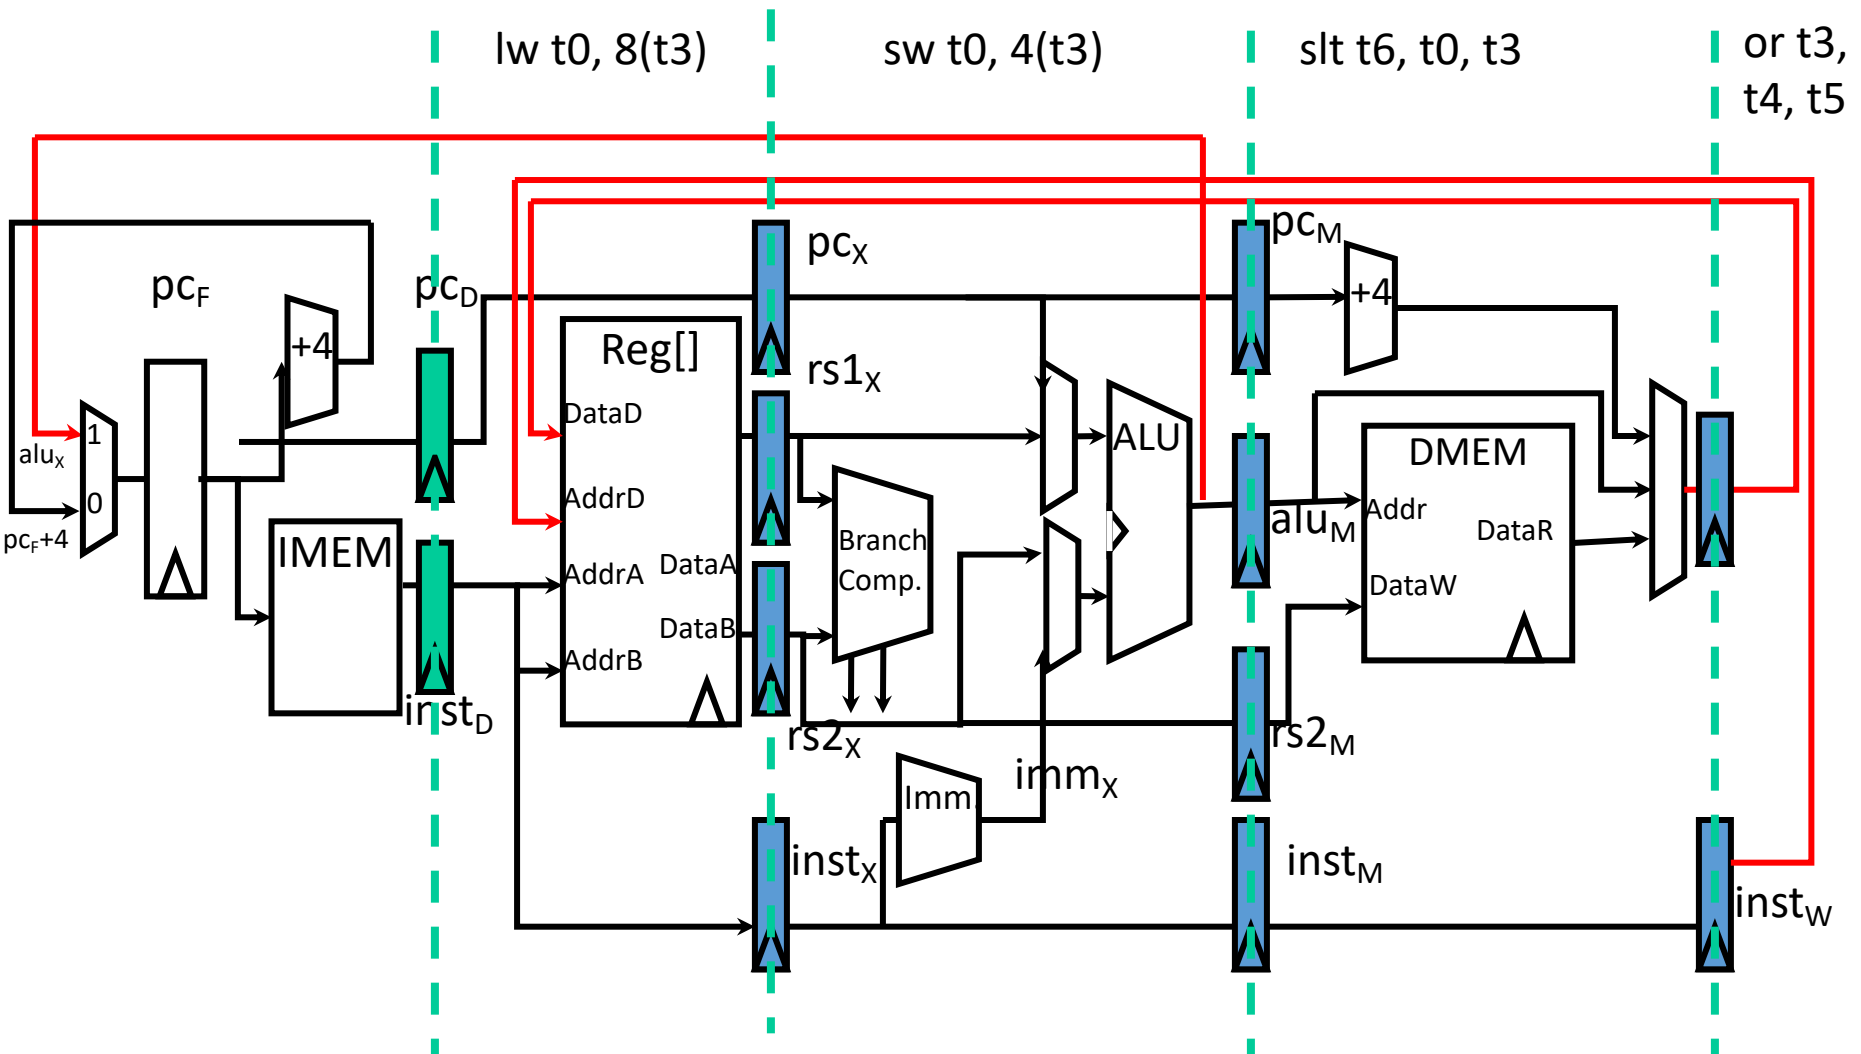 lw t0, 8(t3)
sw t0, 4(t3)
slt t6, t0, t3
or t3,
t4, t5
pcF
pcD
pcX
pcM
+4
+4
Reg[]
rs1X
DataD
1
aluX
0
pcF+4
ALU
DMEM
AddrD
aluM
Addr
DataR
IMEM
Branch
Comp.
AddrA
DataA
DataW
DataB
AddrB
instD
rs2X
rs2M
immX
Imm.
instX
instM
instW